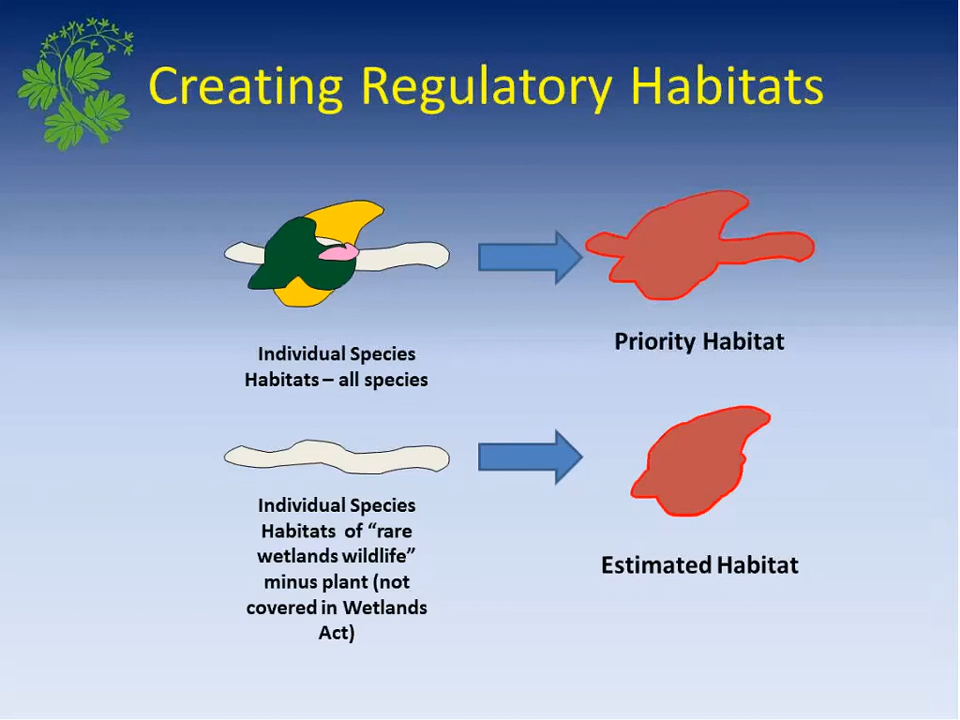 Creating Regulatory Habitats
Individual Species
Habitats – all species
Priority Habitat
Individual Species
Habitats of “rare
wetlands wildlife”
minus plant (not
covered in Wetlands
Act)
Estimated Habitat